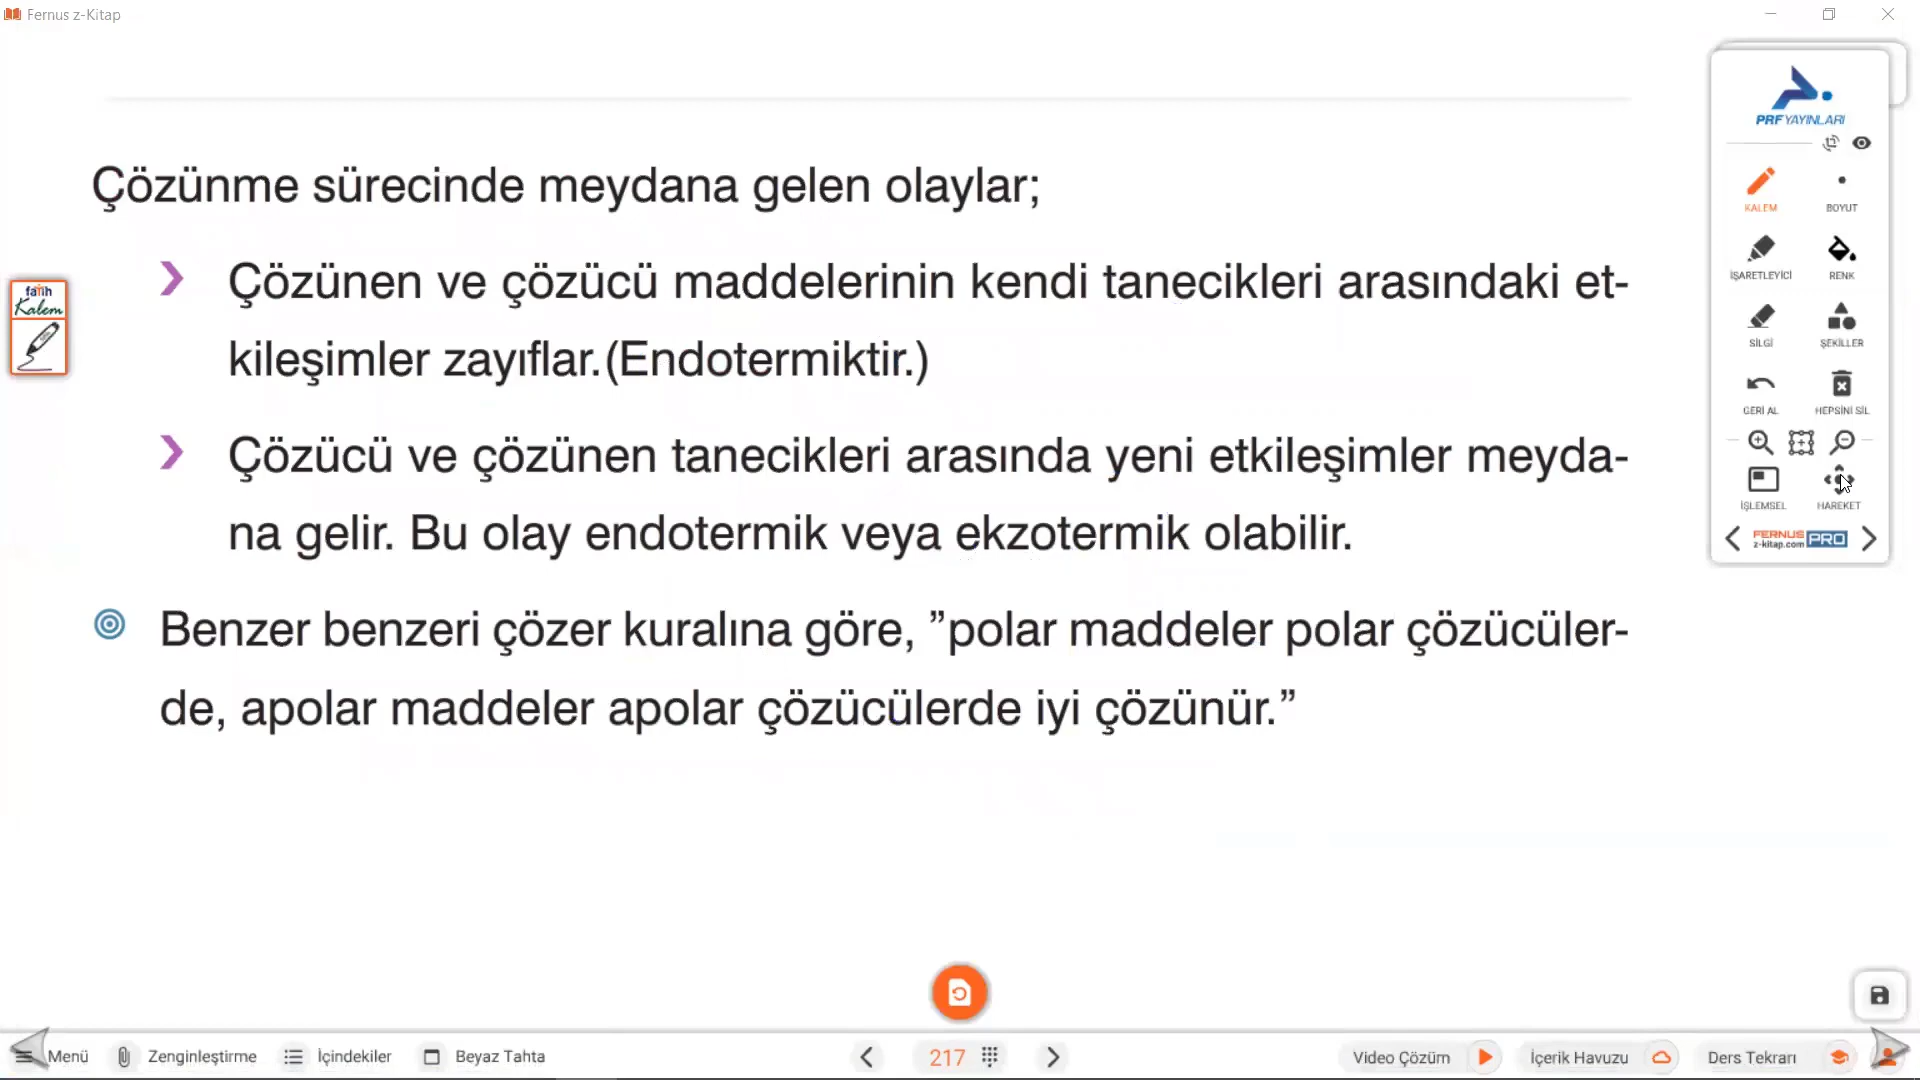 Fernus z-Kitap
PRF YAYINLARI
Çözünme sürecinde meydana gelen olaylar;
Çözünen ve çözücü maddelerinin kendi tanecikleri arasındaki et-
kileşimler zayıflar.(Endotermiktir.)
Çözücü ve çözünen tanecikleri arasında yeni etkileşimler meyda-
na gelir. Bu olay endotermik veya ekzotermik olabilir.
Benzer benzeri çözer kuralına göre, ”polar maddeler polar çözücüler-
de, apolar maddeler apolar çözücülerde iyi çözünür.”
fatih
Kalem
KALEM BOYUT
İŞARETLEYİCİ RENK
SİLGİ ŞEKİLLER
GERİ AL HEPSİNİ SİL
İŞLEMSEL HAREKET
FERNUS
z-kitap.com PRO
Menü Zenginleştirme İçindekiler Beyaz Tahta 217 Video Çözüm İçerik Havuzu Ders Tekrarı